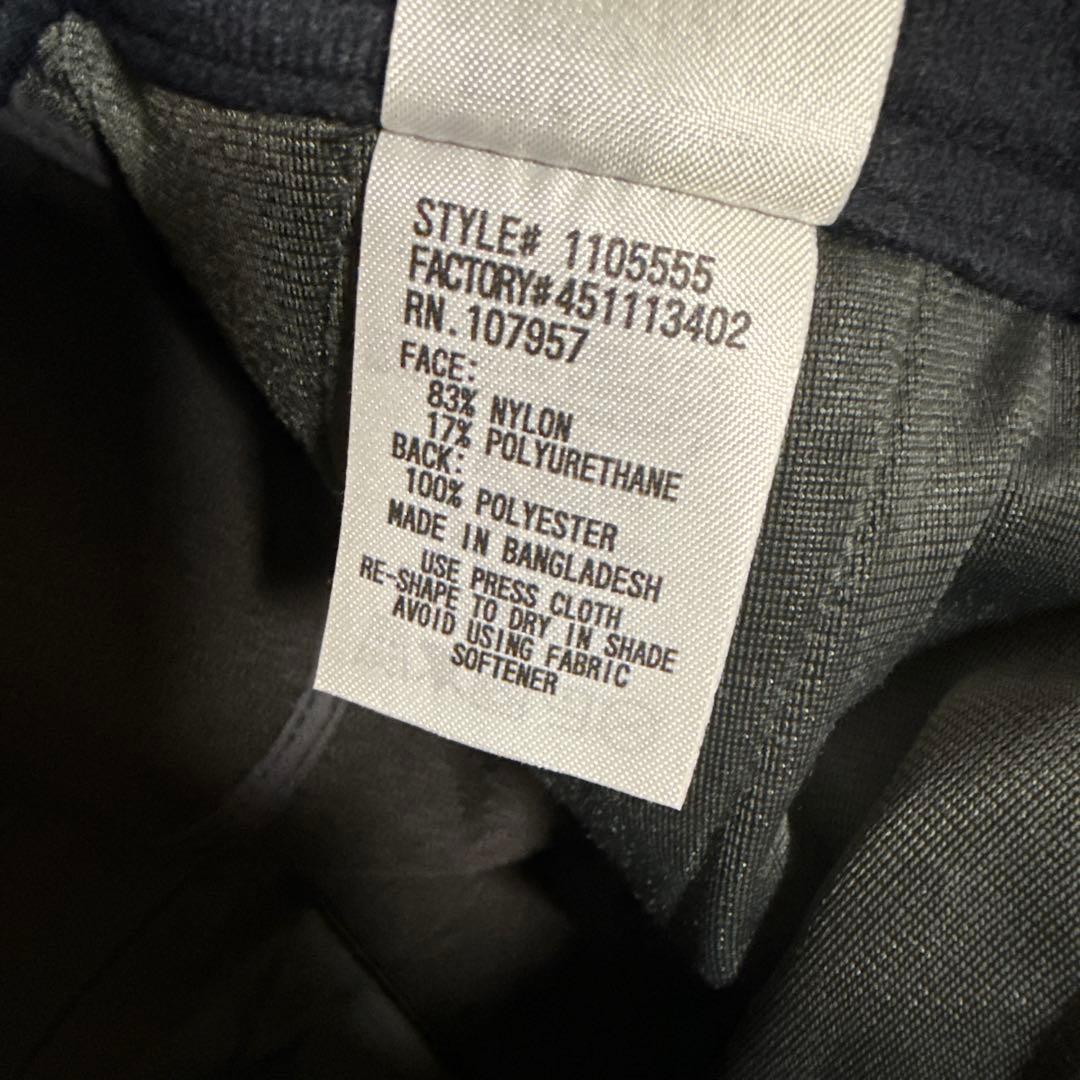 STYLE# 1105555
FACTORY#451113402
RN.107957
FACE:
83% NYLON
17% POLYURETHANE
BACK:
100% POLYESTER
MADE IN BANGLADESH
USE PRESS CLOTH
RE-SHAPE TO DRY IN SHADE
AVOID USING FABRIC
SOFTENER